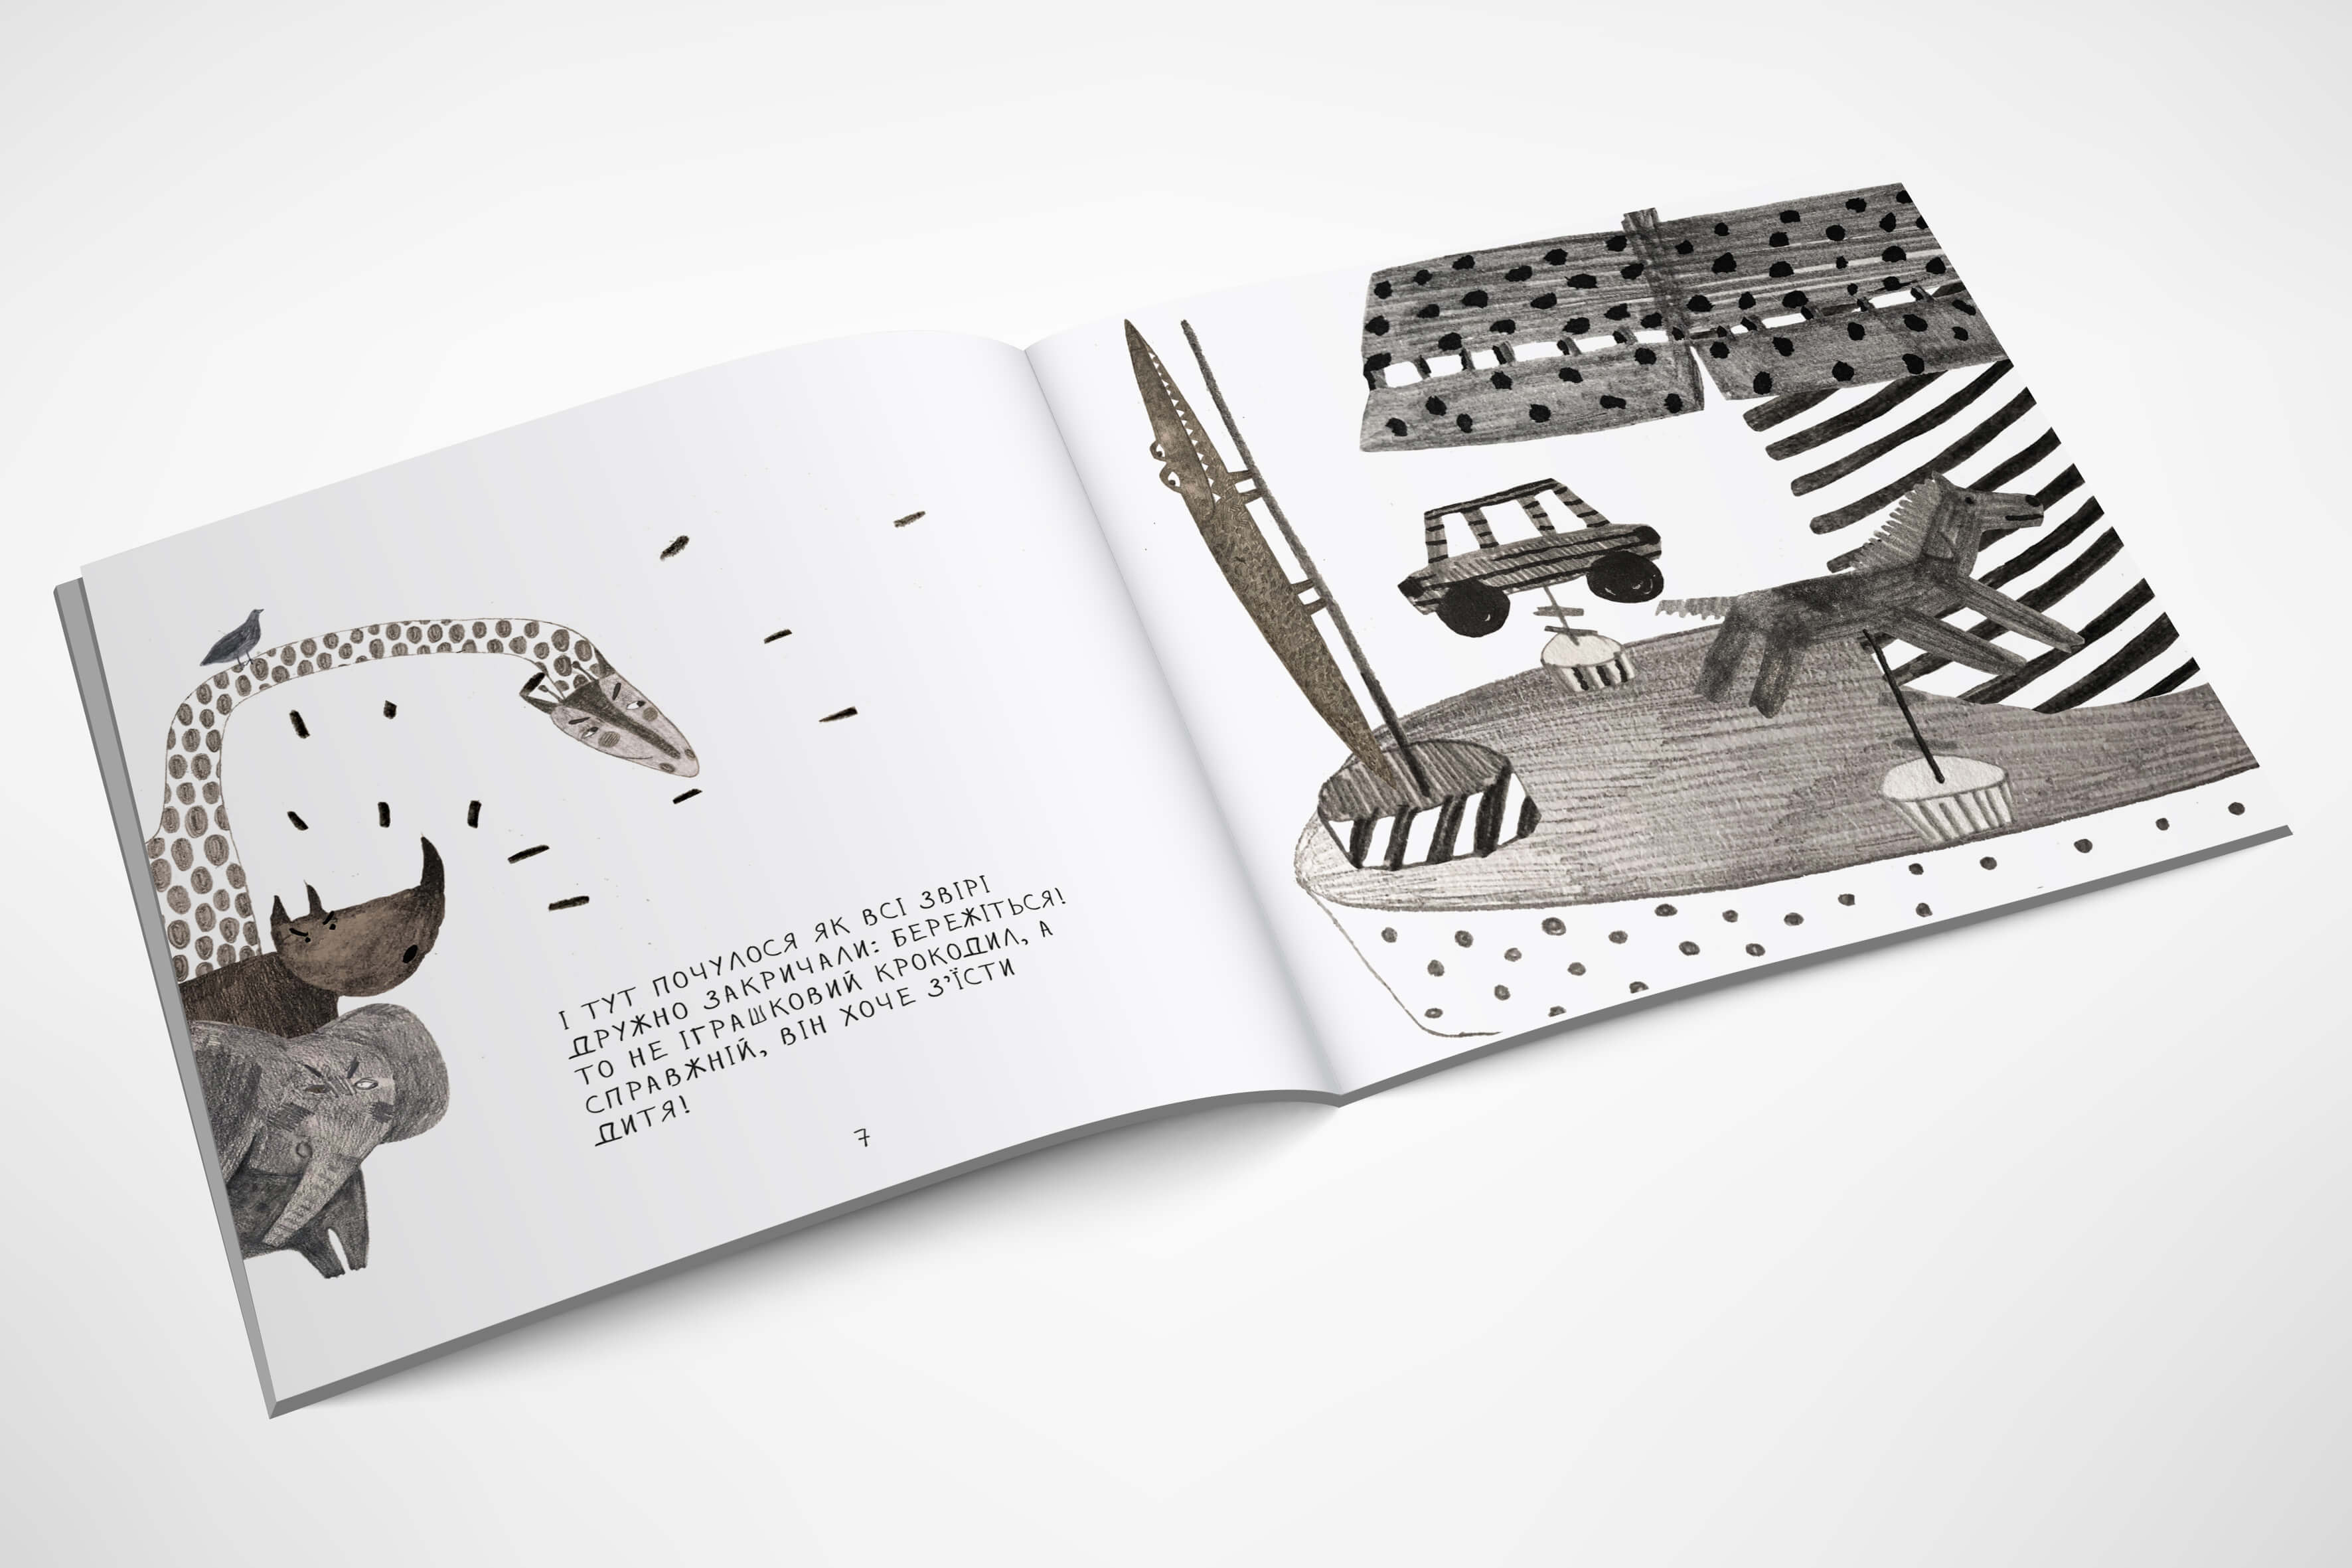 І ТУТ ПОЧУЛОСЯ ЯК ВСІ ЗВІРІ
ДРУЖНО ЗАКРИЧАЛИ: БЕРЕЖІТЬСЯ!
ТО НЕ ІГРАШКОВИЙ КРОКОДИЛ, А
СПРАВЖНІЙ, ВІН ХОЧЕ З'ЇСТИ
ДИТЯ!
7